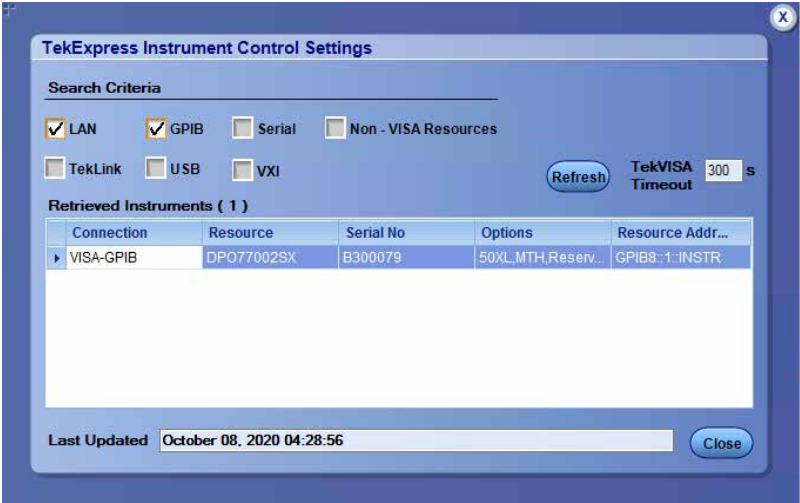 X
TekExpress Instrument Control Settings
Search Criteria
LAN GPIB Serial Non - VISA Resources
TekLink USB VXI
Refresh TekVISA Timeout 300 s
Retrieved Instruments ( 1 )
Connection Resource Serial No Options Resource Addr...
VISA-GPIB DPO77002SX B300079 50XL,MTH,Reserv... GPIB8::1::INSTR
Last Updated October 08, 2020 04:28:56 Close